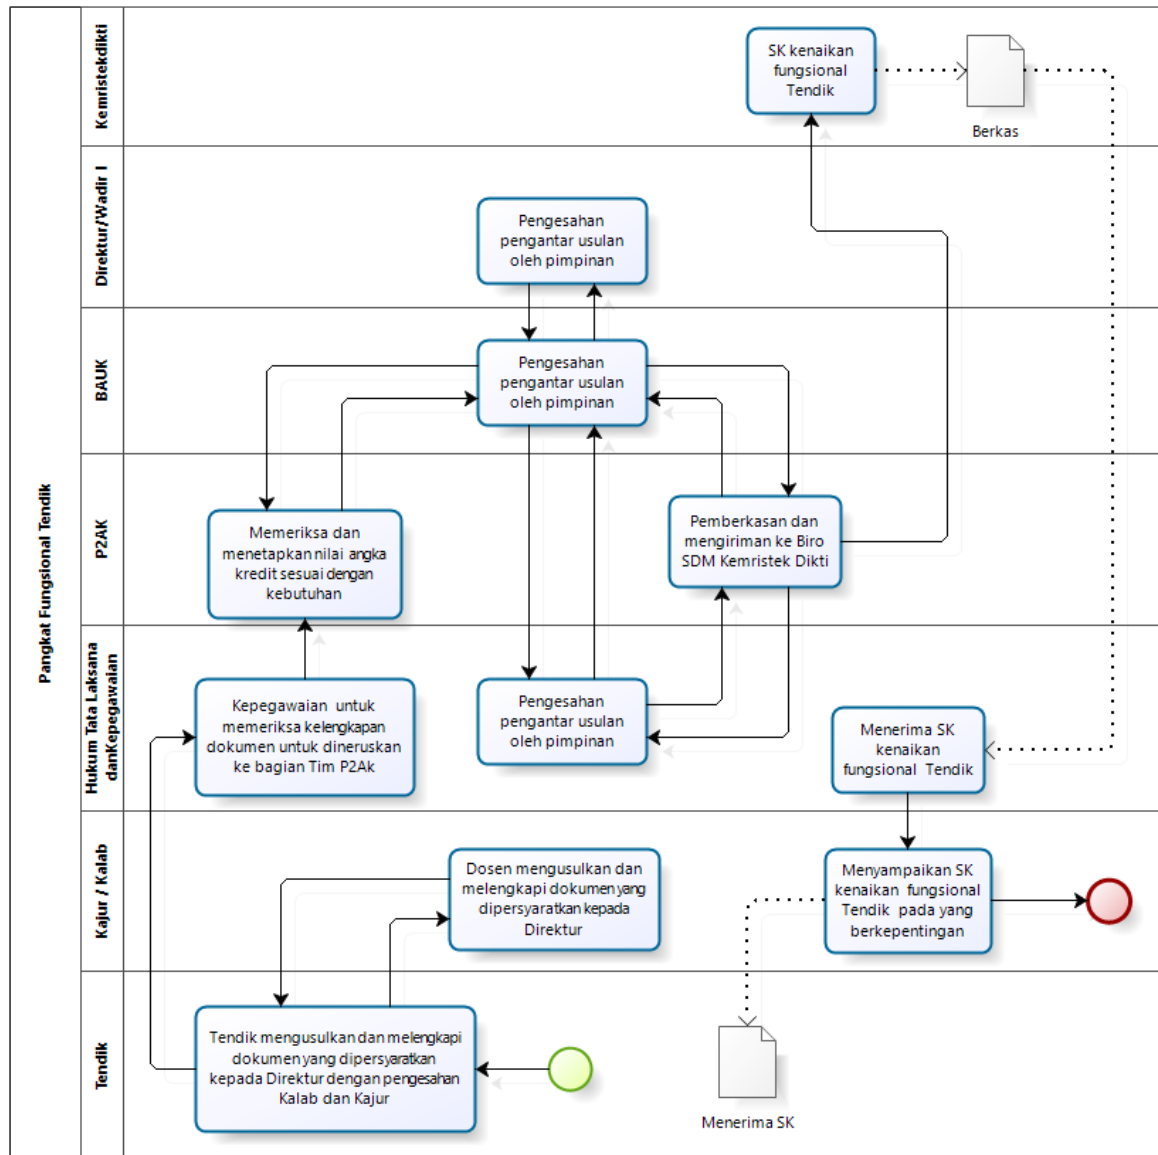 Pangkat Fungsional Tendik
Kemristekdikti
SK kenaikan
fungsional
Tendik
Berkas
Direktur/Wadir I
Pengesahan
pengantar usulan
oleh pimpinan
BAUK
Pengesahan
pengantar usulan
oleh pimpinan
P2AK
Memeriksa dan
menetapkan nilai angka
kredit sesuai dengan
kebutuhan
Pemberkasan dan
mengiriman ke Biro
SDM Kemristek Dikti
Hukum Tata Laksana
danKepegawaian
Kepegawaian untuk
memeriksa kelengkapan
dokumen untuk dineruskan
ke bagian Tim P2Ak
Pengesahan
pengantar usulan
oleh pimpinan
Menerima SK
kenaikan
fungsional Tendik
Kajur / Kalab
Dosen mengusulkan dan
melengkapi dokumen yang
dipersyaratkan kepada
Direktur
Menyampaikan SK
kenaikan fungsional
Tendik pada yang
berkepentingan
Tendik
Tendik mengusulkan dan melengkapi
dokumen yang dipersyaratkan
kepada Direktur dengan pengesahan
Kalab dan Kajur
Menerima SK